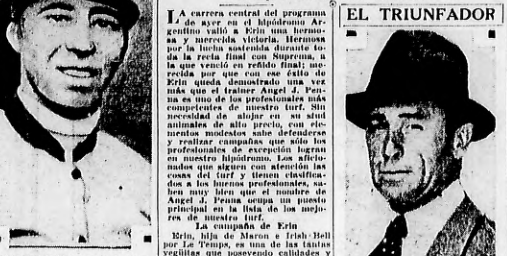 LA carrera central del programa
de ayer en el hipódromo Ar-
gentino valió a Erin una hermo-
sa y merecida victoria. Hermosa
por la lucha sostenida durante to-
da la recta final con Suprema, a
la que venció en reñido final; me-
recida por que con ese éxito de
Erin queda demostrado una vez
más que el trainer Angel J. Pen-
na es uno de los profesionales más
competentes de nuestro turf. Sin
necesidad de alojar en su stud
animales de alto precio, con ele-
mentos modestos sabe defenderse
y realizar campañas que sólo los
profesionales de excepción logran
en nuestro hipódromo. Los aficio-
nados que siguen con atención las
cosas del turf y tienen clasifica-
dos a los buenos profesionales, sa-
ben muy bien que el nombre de
Angel J. Penna ocupa un puesto
principal en la lista de los mejo-
res de nuestro turf.
La campaña de Erin
Erin, hija de Maron e Irish Bell
por Le Temps, es una de las tantas
yegüitas que poseyendo calidades y
EL TRIUNFADOR